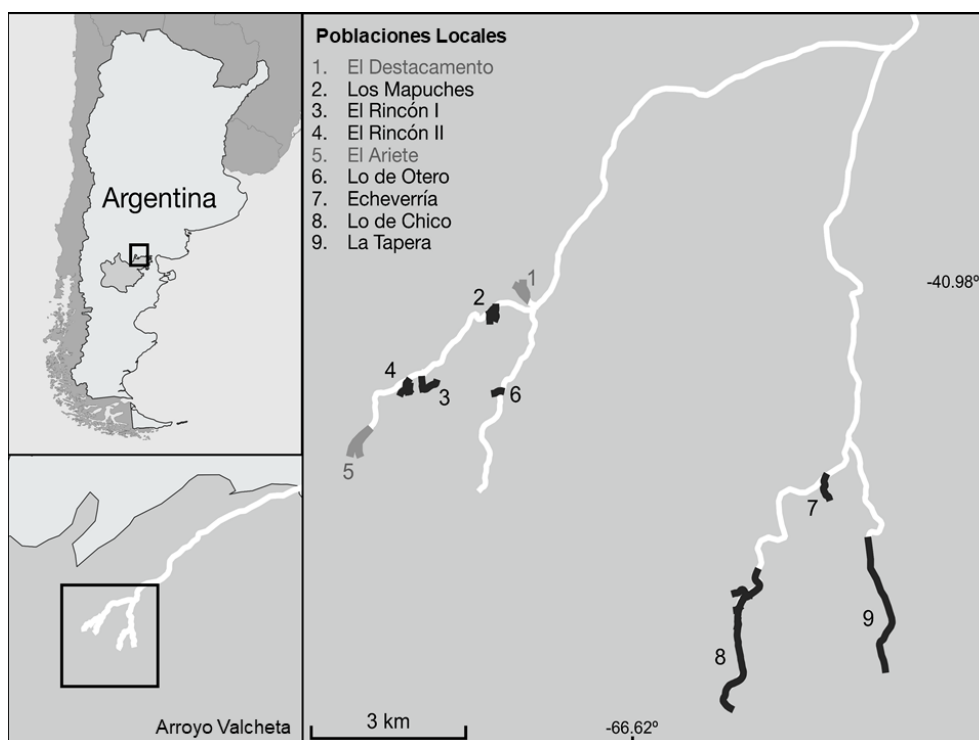 Argentina
Arroyo Valcheta
Poblaciones Locales
1. El Destacamento
2. Los Mapuches
3. El Rincón I
4. El Rincón II
5. El Ariete
6. Lo de Otero
7. Echeverría
8. Lo de Chico
9. La Tapera
1
2
-40.98º
4
3
6
5
7
9
8
3 km
-66.62º